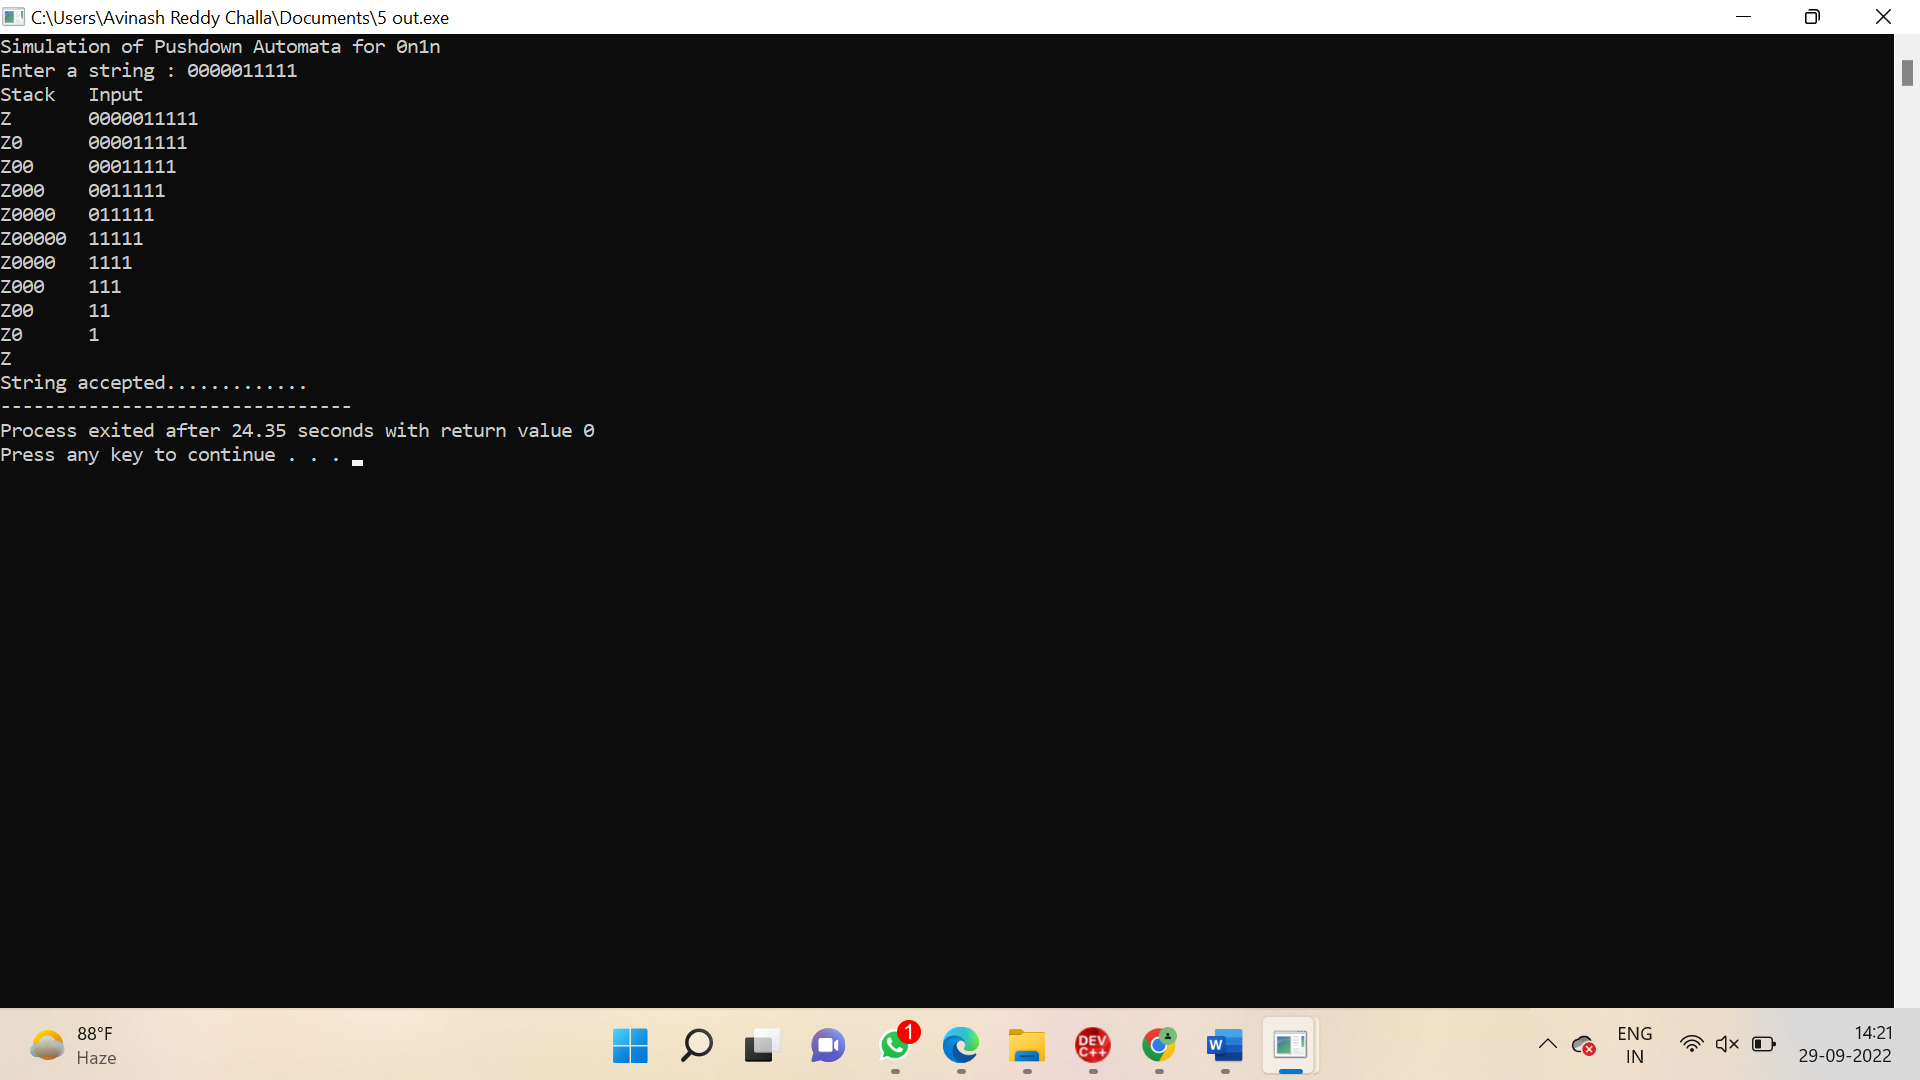 C:\Users\Avinash Reddy Challa\Documents\5 out.exe
Simulation of Pushdown Automata for 0n1n
Enter a string : 0000011111
Stack   Input
Z       0000011111
Z0      000011111
Z00     00011111
Z000    0011111
Z0000   011111
Z00000  11111
Z0000   1111
Z000    111
Z00     11
Z0      1
Z
String accepted.............
--------------------------------
Process exited after 24.35 seconds with return value 0
Press any key to continue . . .
88°F
Haze
1
DEV
C++
W
ENG
IN
14:21
29-09-2022